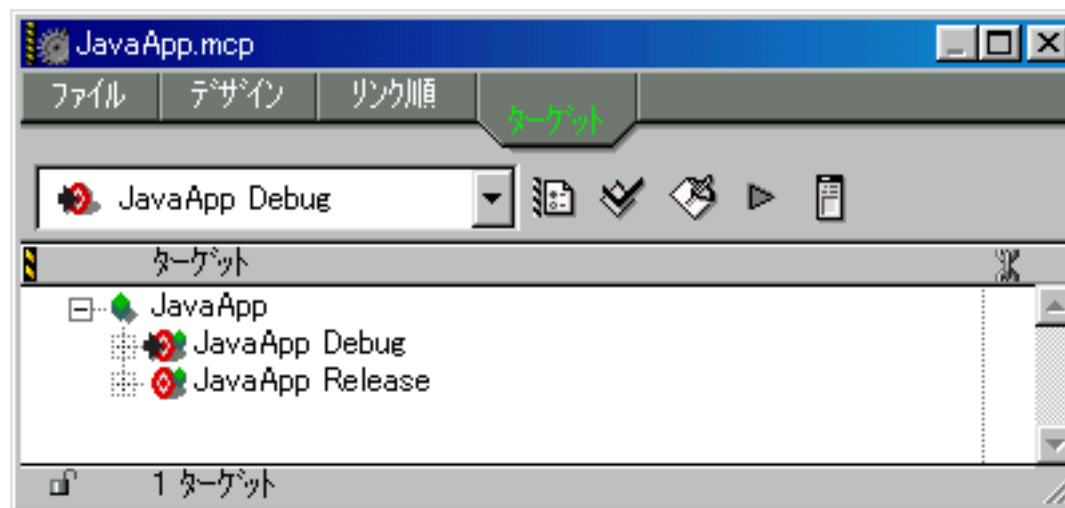 JavaApp.mcp
ファイル デザイン リンク順 ターゲット
JavaApp Debug
ターゲット
JavaApp
JavaApp Debug
JavaApp Release
1 ターゲット